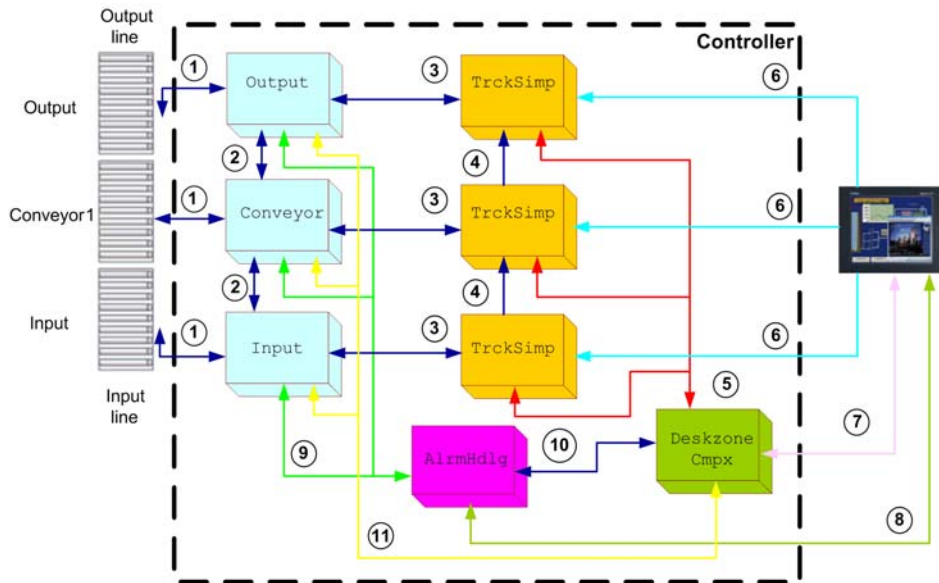 Output
line
Controller
1
Output
3
TrckSimp
6
Output
2
4
1
Conveyor
3
TrckSimp
6
Conveyor1
2
4
1
Input
3
TrckSimp
6
Input
Input
line
5
7
9
AlrmHdlg
10
Deskzone
Cmpx
11
8